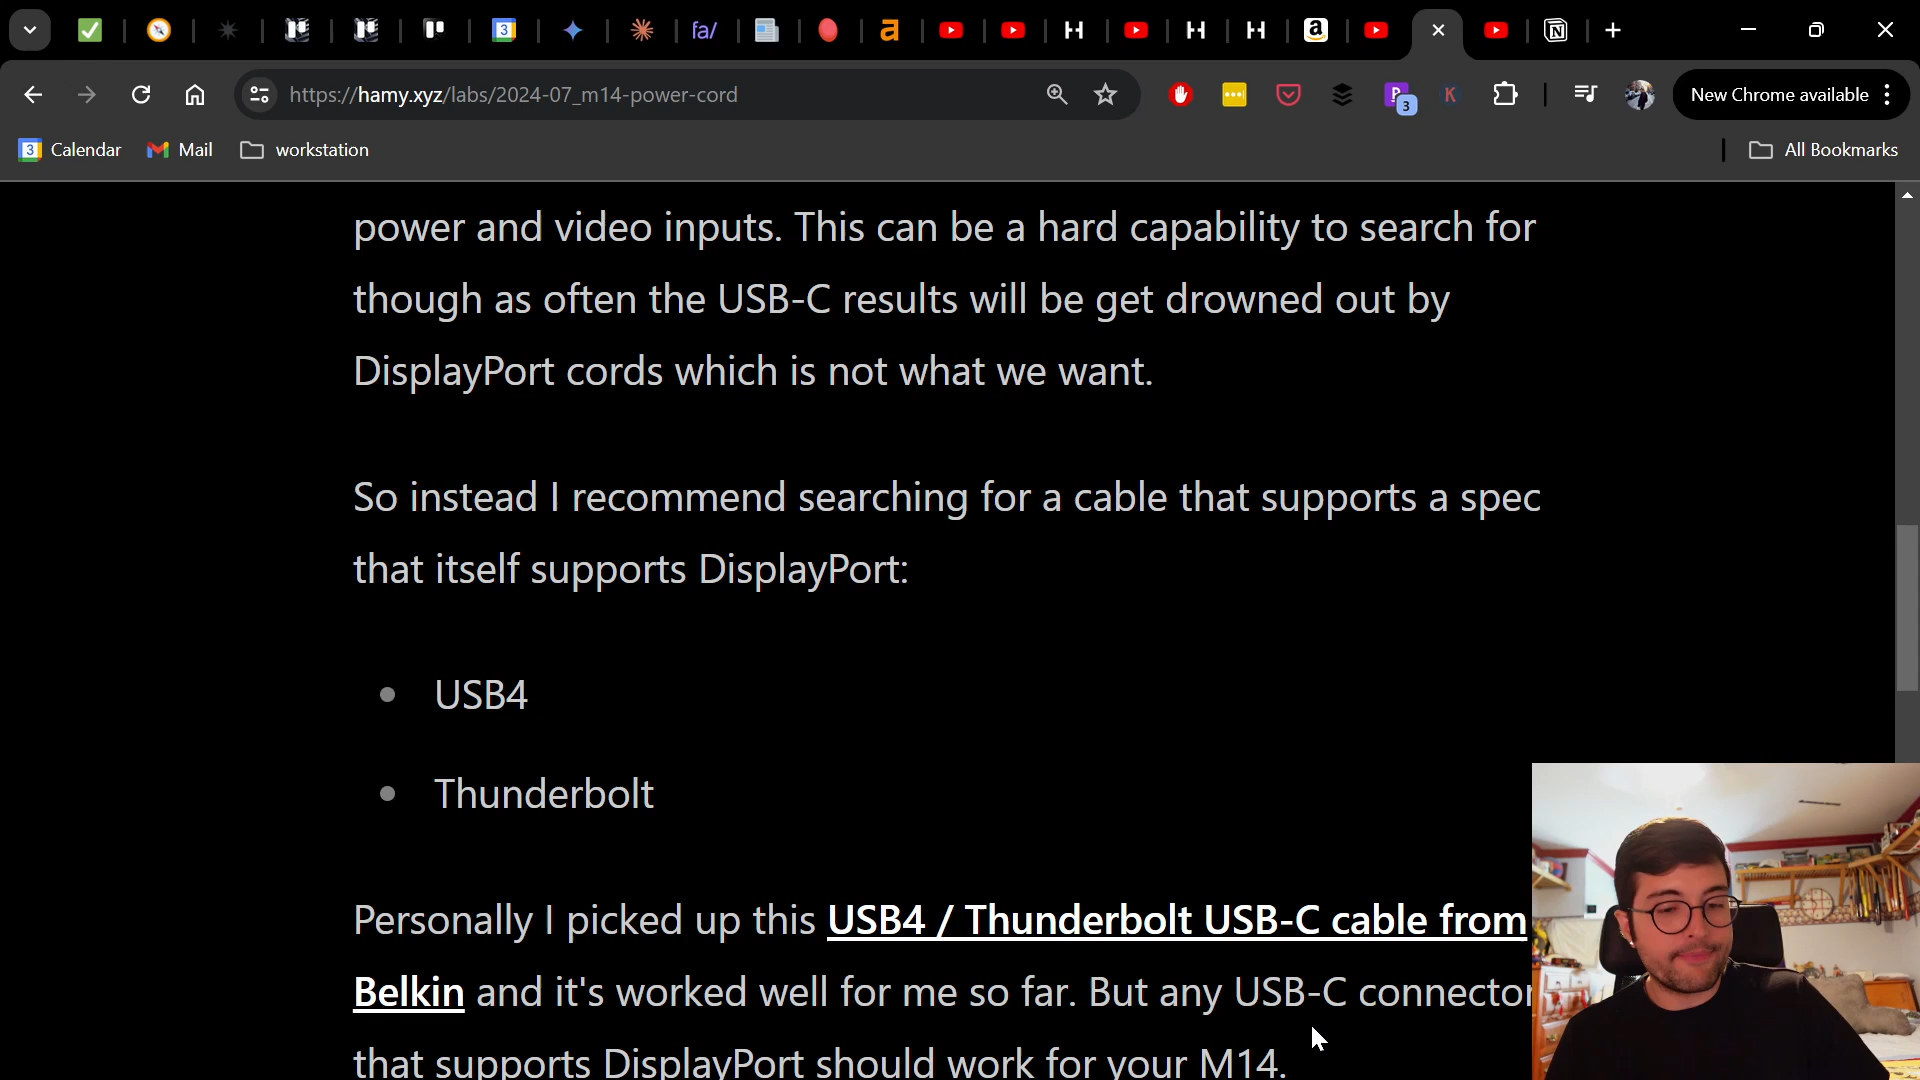 3
fa/
a
https://hamy.xyz/labs/2024-07_m14-power-cord
3
K
New Chrome available
3 Calendar
Mail
workstation
All Bookmarks
power and video inputs. This can be a hard capability to search for
though as often the USB-C results will be get drowned out by
DisplayPort cords which is not what we want.
So instead I recommend searching for a cable that supports a spec
that itself supports DisplayPort:
USB4
Thunderbolt
Personally I picked up this USB4 / Thunderbolt USB-C cable from
Belkin and it's worked well for me so far. But any USB-C connector
that supports DisplayPort should work for your M14.